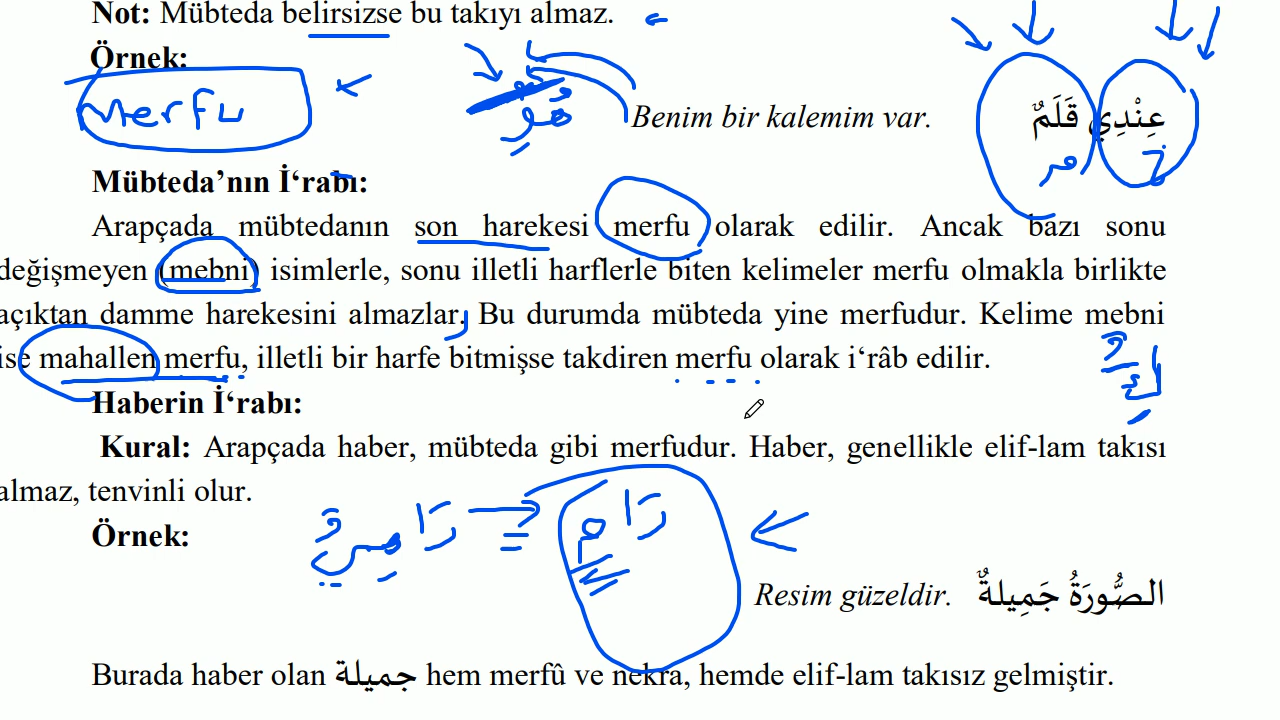 Not: Mübteda belirsizse bu takıyı almaz.
Örnek:
Merfu
Benim bir kalemim var. عِنْدِي قَلَمٌ
م خ
Mübteda’nın İ‘rabı:
Arapçada mübtedanın son harekesi merfu olarak edilir. Ancak bazı sonu
değişmeyen (mebni) isimlerle, sonu illetli harflerle biten kelimeler merfu olmakla birlikte
açıktan damme harekesini almazlar. Bu durumda mübteda yine merfudur. Kelime mebni
ise mahallen merfu, illetli bir harfe bitmişse takdiren merfu olarak i‘râb edilir.
Haberin İ‘rabı:
Kural: Arapçada haber, mübteda gibi merfudur. Haber, genellikle elif-lam takısı
almaz, tenvinli olur.
Örnek:
رَامِيٌ رَامٍ
Resim güzeldir. الصُّورَةُ جَمِيلةٌ
Burada haber olan جميلة hem merfû ve nekra, hemde elif-lam takısız gelmiştir.